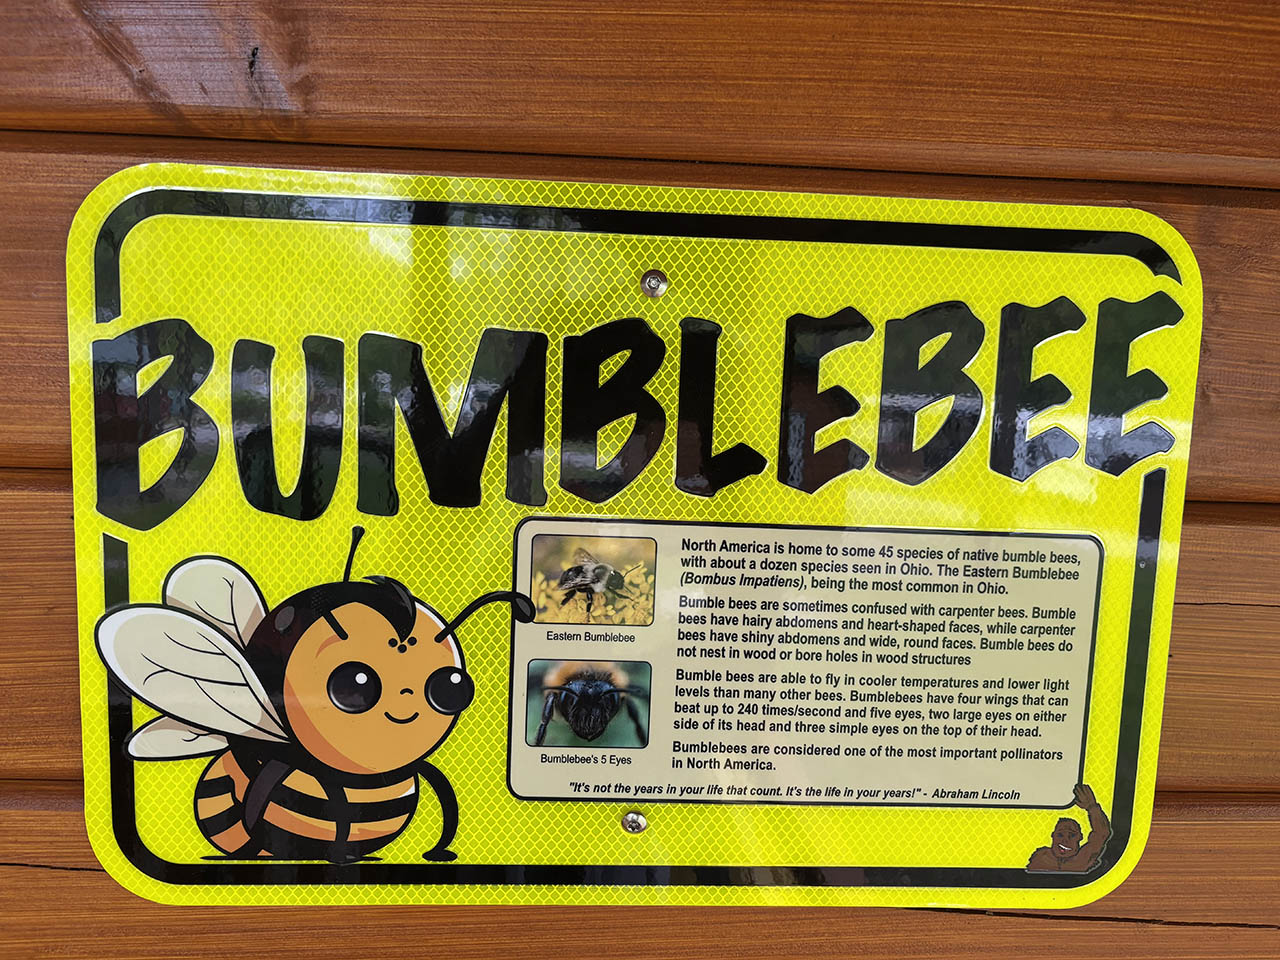 BUMBLEBEE
North America is home to some 45 species of native bumble bees,
with about a dozen species seen in Ohio. The Eastern Bumblebee
(Bombus Impatiens), being the most common in Ohio.
Bumble bees are sometimes confused with carpenter bees. Bumble
bees have hairy abdomens and heart-shaped faces, while carpenter
bees have shiny abdomens and wide, round faces. Bumble bees do
not nest in wood or bore holes in wood structures
Bumble bees are able to fly in cooler temperatures and lower light
levels than many other bees. Bumblebees have four wings that can
beat up to 240 times/second and five eyes, two large eyes on either
side of its head and three simple eyes on the top of their head.
Bumblebees are considered one of the most important pollinators
in North America.
Eastern Bumblebee
Bumblebee's 5 Eyes
"It's not the years in your life that count. It's the life in your years!" - Abraham Lincoln